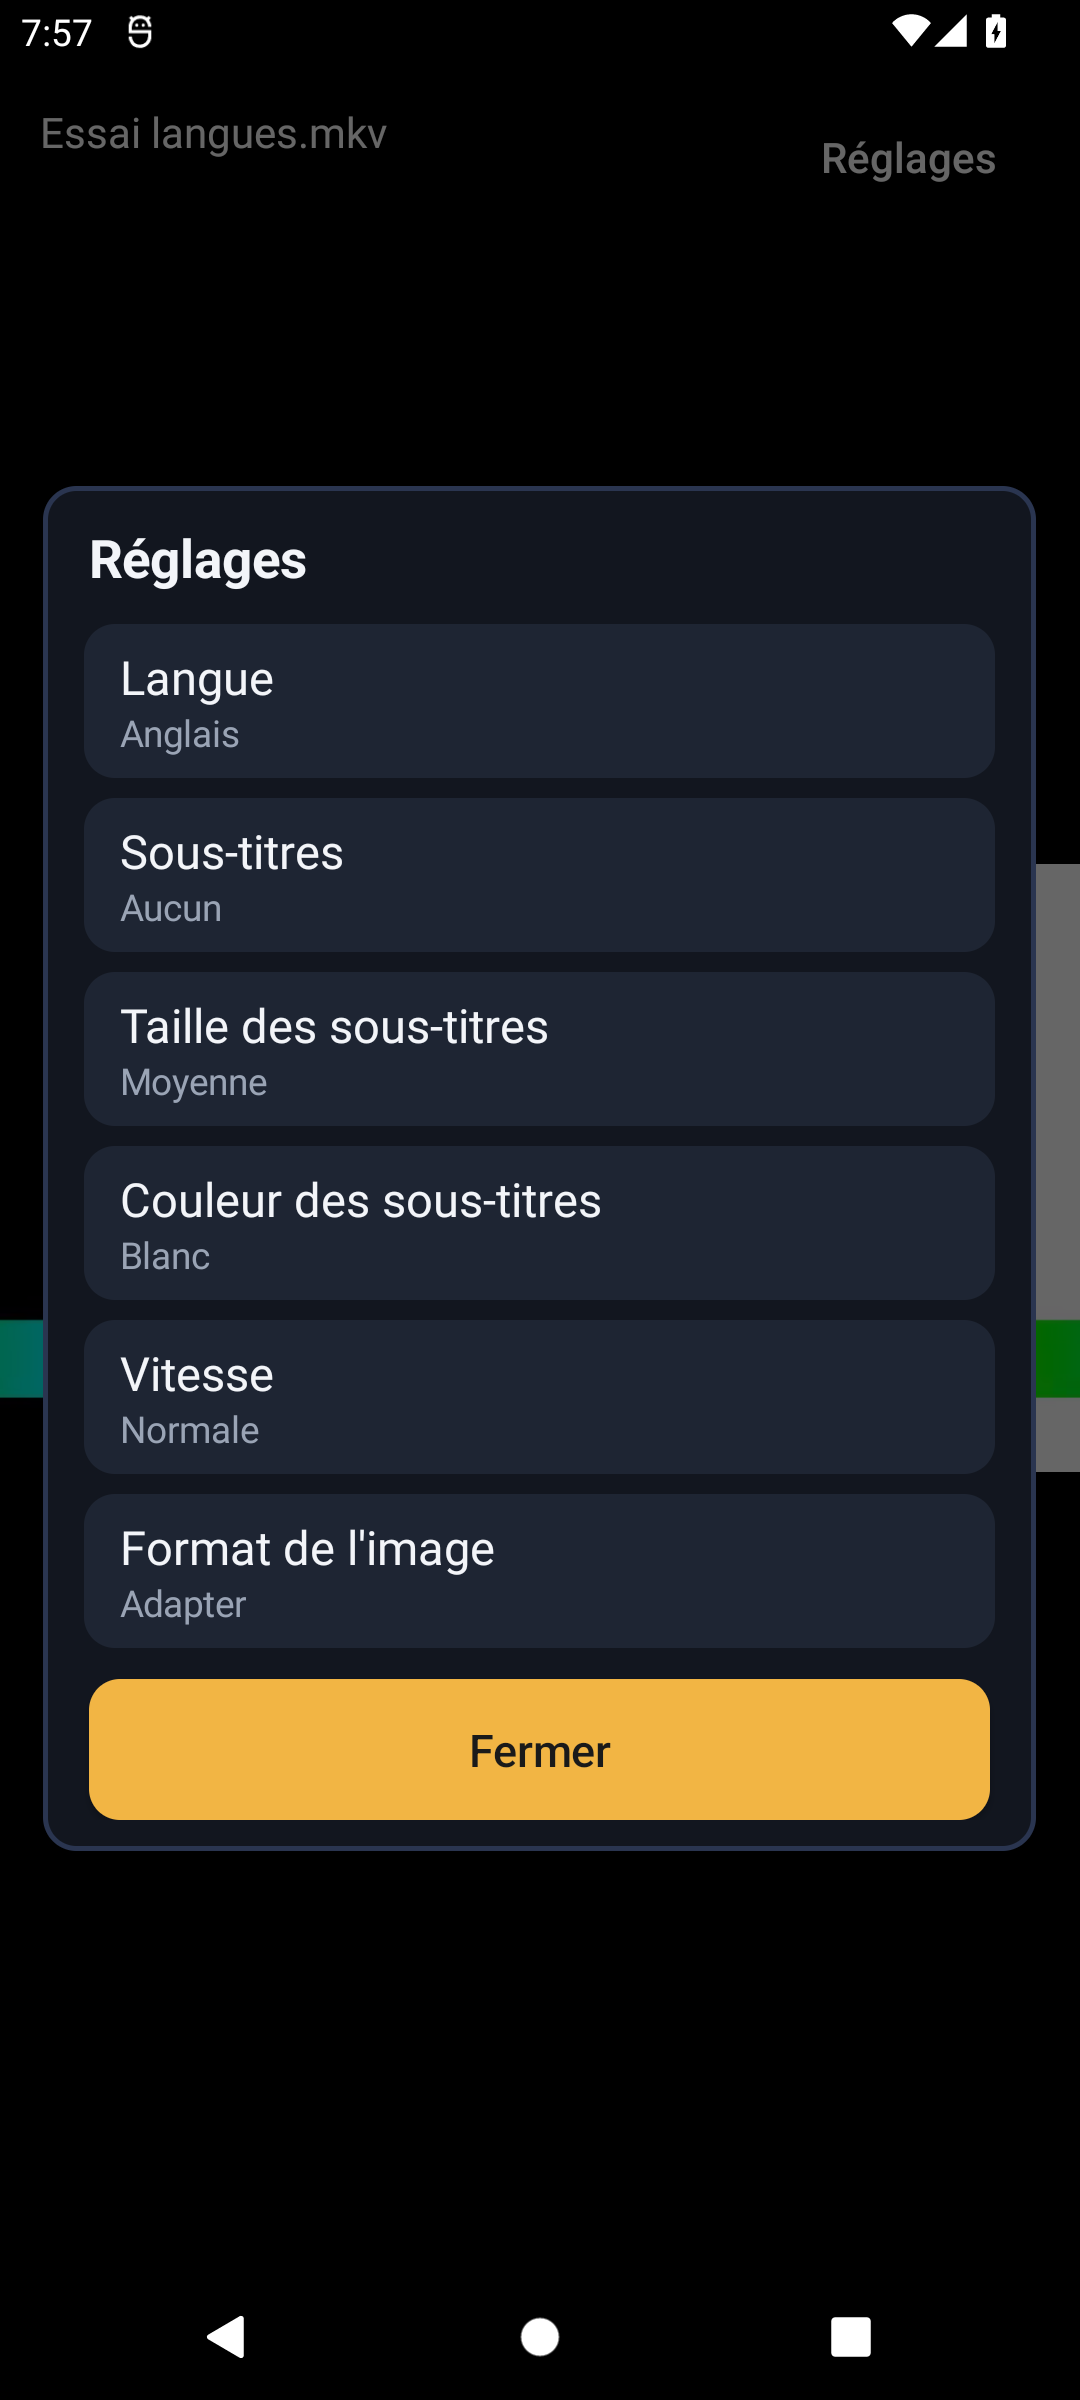 7:57
Essai langues.mkv
Réglages
Réglages
Langue
Anglais
Sous-titres
Aucun
Taille des sous-titres
Moyenne
Couleur des sous-titres
Blanc
Vitesse
Normale
Format de l'image
Adapter
Fermer